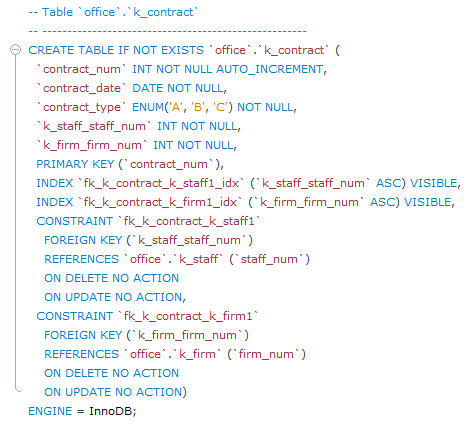 -- Table `office`.`k_contract`
-- -----------------------------------------------------
CREATE TABLE IF NOT EXISTS `office`.`k_contract` (
  `contract_num` INT NOT NULL AUTO_INCREMENT,
  `contract_date` DATE NOT NULL,
  `contract_type` ENUM('A', 'B', 'C') NOT NULL,
  `k_staff_staff_num` INT NOT NULL,
  `k_firm_firm_num` INT NOT NULL,
  PRIMARY KEY (`contract_num`),
  INDEX `fk_k_contract_k_staff1_idx` (`k_staff_staff_num` ASC) VISIBLE,
  INDEX `fk_k_contract_k_firm1_idx` (`k_firm_firm_num` ASC) VISIBLE,
  CONSTRAINT `fk_k_contract_k_staff1`
    FOREIGN KEY (`k_staff_staff_num`)
    REFERENCES `office`.`k_staff` (`staff_num`)
    ON DELETE NO ACTION
    ON UPDATE NO ACTION,
  CONSTRAINT `fk_k_contract_k_firm1`
    FOREIGN KEY (`k_firm_firm_num`)
    REFERENCES `office`.`k_firm` (`firm_num`)
    ON DELETE NO ACTION
    ON UPDATE NO ACTION)
ENGINE = InnoDB;